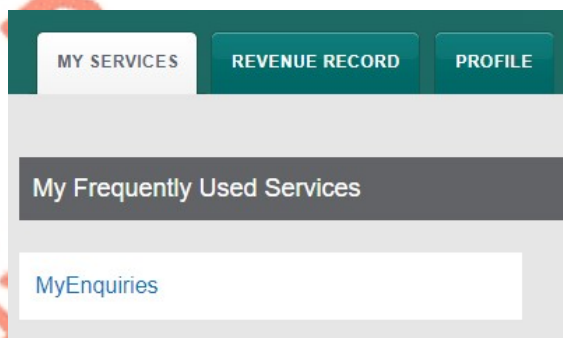 MY SERVICES REVENUE RECORD PROFILE
My Frequently Used Services
MyEnquiries